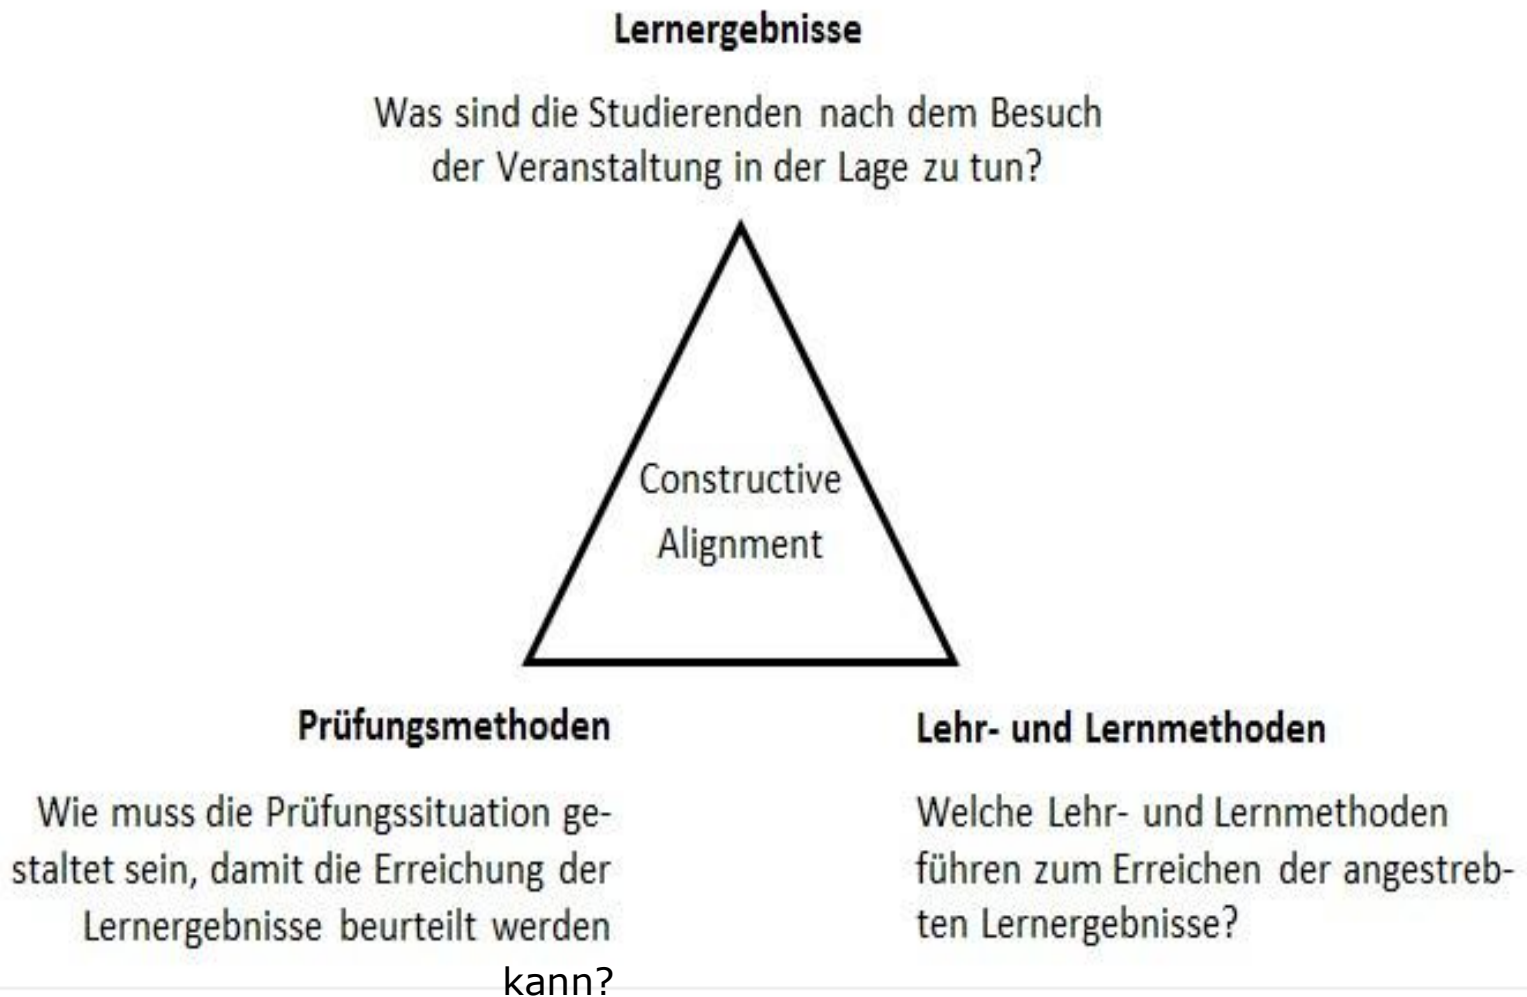 Lernergebnisse
Was sind die Studierenden nach dem Besuch
der Veranstaltung in der Lage zu tun?
Constructive
Alignment
Prüfungsmethoden
Wie muss die Prüfungssituation ge-
staltet sein, damit die Erreichung der
Lernergebnisse beurteilt werden
kann?
Lehr- und Lernmethoden
Welche Lehr- und Lernmethoden
führen zum Erreichen der angestreb-
ten Lernergebnisse?